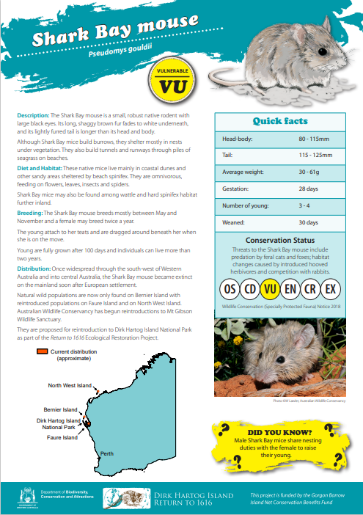 Shark Bay mouse
Pseudomys gouldii
VULNERABLE
VU
Description: The Shark Bay mouse is a small, robust native rodent with
large black eyes. Its long, shaggy brown fur fades to white underneath,
and its lightly furred tail is longer than its head and body.
Although Shark Bay mice build burrows, they shelter mostly in nests
under vegetation. They also build tunnels and runways through piles of
seagrass on beaches.
Diet and Habitat: These native mice live mainly in coastal dunes and
other sandy areas sheltered by beach spinifex. They are omnivorous,
feeding on flowers, leaves, insects and spiders.
Shark Bay mice may also be found among wattle and hard spinifex habitat
further inland.
Breeding: The Shark Bay mouse breeds mostly between May and
November and a female may breed twice a year.
The young attach to her teats and are dragged around beneath her when
she is on the move.
Young are fully grown after 100 days and individuals can live more than
two years.
Distribution: Once widespread through the south-west of Western
Australia and into central Australia, the Shark Bay mouse became extinct
on the mainland soon after European settlement.
Natural wild populations are now only found on Bernier Island with
reintroduced populations on Faure Island and on North West Island.
Australian Wildlife Conservancy has begun reintroductions to Mt Gibson
Wildlife Sanctuary.
They are proposed for reintroduction to Dirk Hartog Island National Park
as part of the Return to 1616 Ecological Restoration Project.
Current distribution
(approximate)
North West Island
Bernier Island
Dirk Hartog Island
National Park
Faure Island
Perth
Quick facts
Head-body: 80 - 115mm
Tail: 115 - 125mm
Average weight: 30 - 61g
Gestation: 28 days
Number of young: 3 - 4
Weaned: 30 days
Conservation Status
Threats to the Shark Bay mouse include
predation by feral cats and foxes; habitat
changes caused by introduced hoofed
herbivores and competition with rabbits.
OS CD VU EN CR EX
Wildlife Conservation (Specially Protected Fauna) Notice 2018
Australian Wildlife Conservancy
? DID YOU KNOW? ?
Male Shark Bay mice share nesting
duties with the female to raise
their young.
? ?
Department of Biodiversity,
Conservation and Attractions
Dirk Hartog Island
Return to 1616
This project is funded by the Gorgon Barrow
Island Net Conservation Benefits Fund